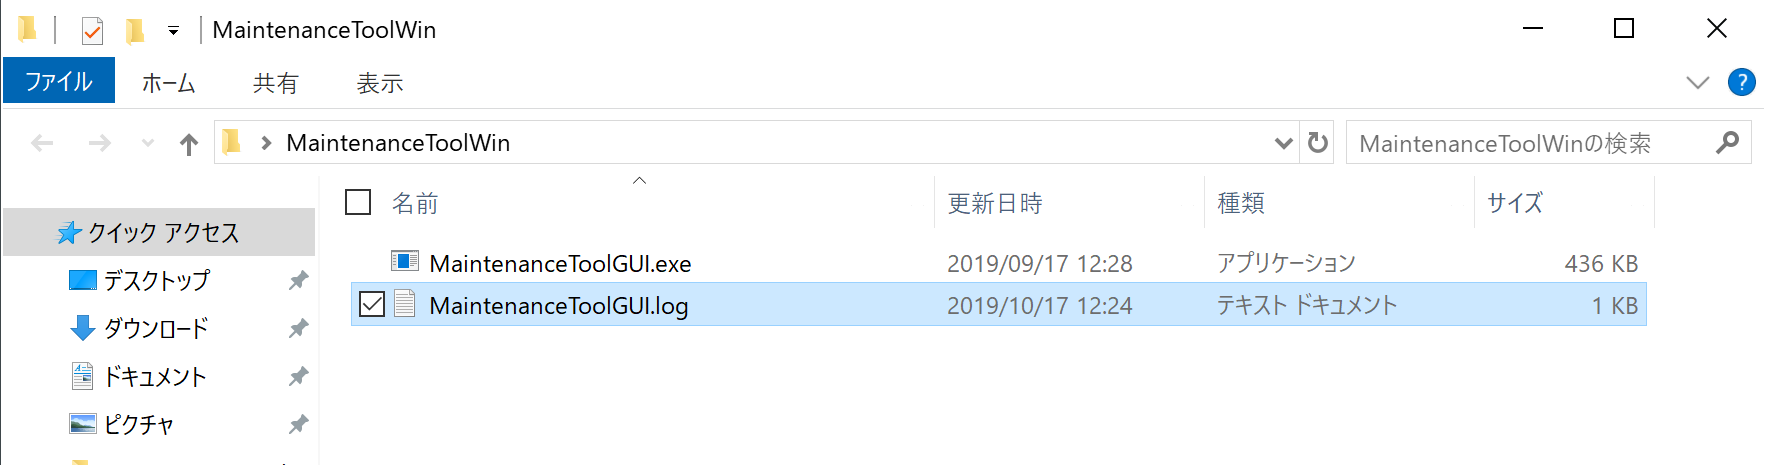 MaintenanceToolWin
ファイル ホーム 共有 表示 ?
MaintenanceToolWin MaintenanceToolWinの検索
名前 更新日時 種類 サイズ
クイック アクセス
MaintenanceToolGUI.exe 2019/09/17 12:28 アプリケーション 436 KB
デスクトップ
MaintenanceToolGUI.log 2019/10/17 12:24 テキスト ドキュメント 1 KB
ダウンロード
ドキュメント
ピクチャ